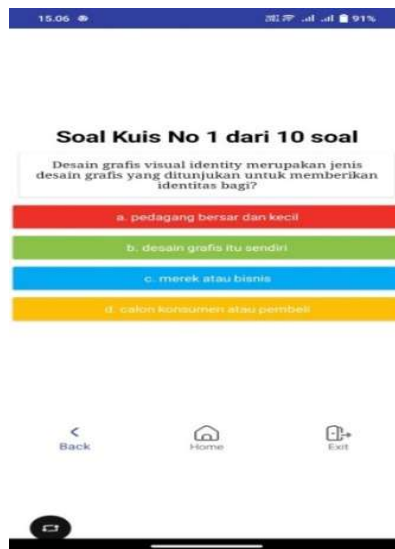 15.06
91%
Soal Kuis No 1 dari 10 soal
Desain grafis visual identity merupakan jenis
desain grafis yang ditunjukan untuk memberikan
identitas bagi?
a. pedagang bersar dan kecil
b. desain grafis itu sendiri
c. merek atau bisnis
d. calon konsumen atau pembeli
Back
Home
Exit